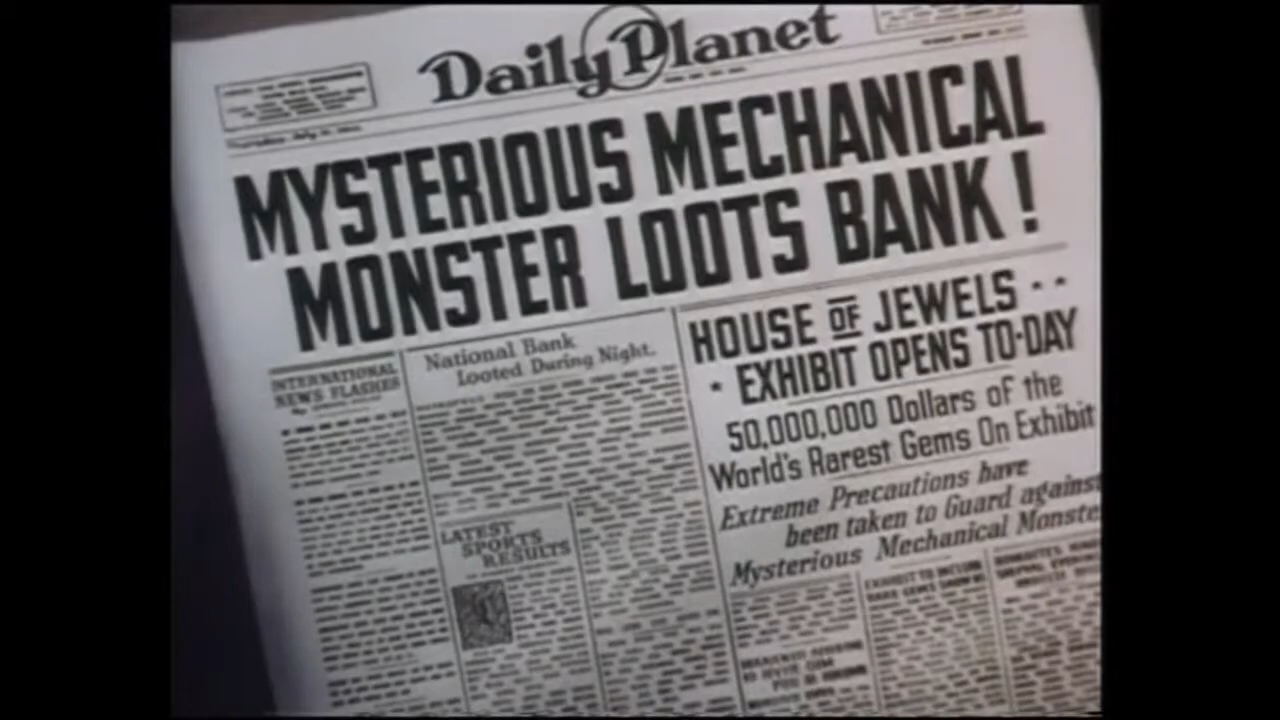 Daily Planet
MYSTERIOUS MECHANICAL
MONSTER LOOTS BANK!
HOUSE OF JEWELS --
· EXHIBIT OPENS TO-DAY
50,000,000 Dollars of the
World's Rarest Gems On Exhibit
Extreme Precautions have
been taken to Guard against
Mysterious Mechanical Monste
National Bank
Looted During Night.
INTERNATIONAL
NEWS FLASHES
LATEST
SPORTS
RESULTS